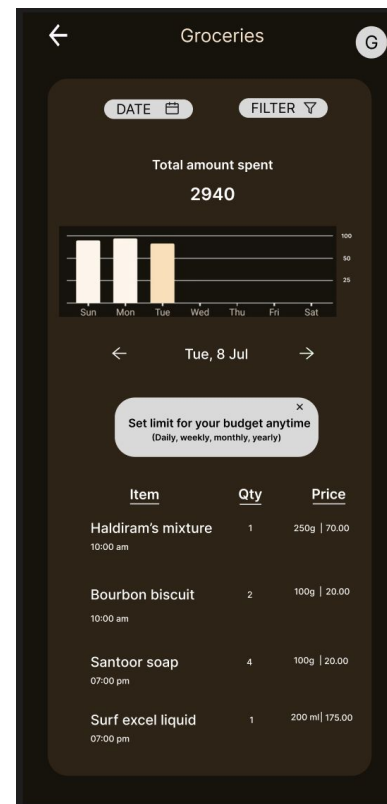 Groceries
G
DATE FILTER
Total amount spent
2940
100
50
25
Sun Mon Tue Wed Thu Fri Sat
Tue, 8 Jul
Set limit for your budget anytime
(Daily, weekly, monthly, yearly)
Item Qty Price
Haldiram's mixture 1 250g | 70.00
10:00 am
Bourbon biscuit 2 100g | 20.00
10:00 am
Santoor soap 4 100g | 20.00
07:00 pm
Surf excel liquid 1 200 ml| 175.00
07:00 pm